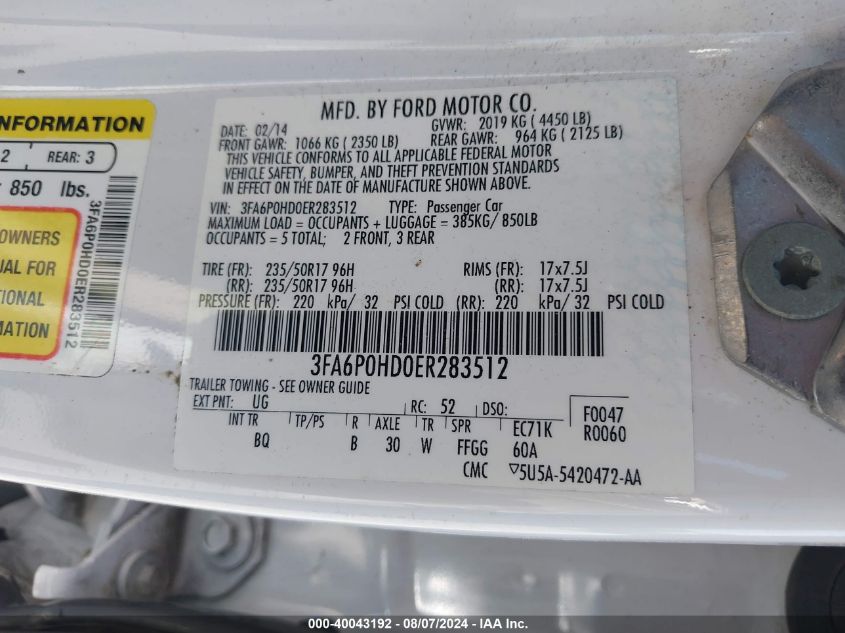 MFD. BY FORD MOTOR CO.
DATE: 02/14 GVWR: 2019 KG ( 4450 LB)
FRONT GAWR: 1066 KG ( 2350 LB) REAR GAWR: 964 KG ( 2125 LB)
THIS VEHICLE CONFORMS TO ALL APPLICABLE FEDERAL MOTOR
VEHICLE SAFETY, BUMPER, AND THEFT PREVENTION STANDARDS
IN EFFECT ON THE DATE OF MANUFACTURE SHOWN ABOVE.
VIN: 3FA6P0HD0ER283512 TYPE: Passenger Car
MAXIMUM LOAD = OCCUPANTS + LUGGAGE = 385KG/ 850LB
OCCUPANTS = 5 TOTAL; 2 FRONT, 3 REAR
TIRE (FR): 235/50R17 96H RIMS (FR): 17x7.5J
(RR): 235/50R17 96H (RR): 17x7.5J
PRESSURE (FR): 220 kPa/ 32 PSI COLD (RR): 220 kPa/ 32 PSI COLD
3FA6P0HD0ER283512
TRAILER TOWING - SEE OWNER GUIDE
EXT PNT: UG RC: 52 DSO: F0047
INT TR TP/PS R AXLE TR SPR EC71K R0060
BQ B 30 W FFGG 60A
CMC ▽5U5A-5420472-AA
INFORMATION
2 REAR: 3
850 lbs.
OWNERS
UAL FOR
TIONAL
MATION
3FA6P0HD0ER283512
000-40043192 - 08/07/2024 - IAA Inc.